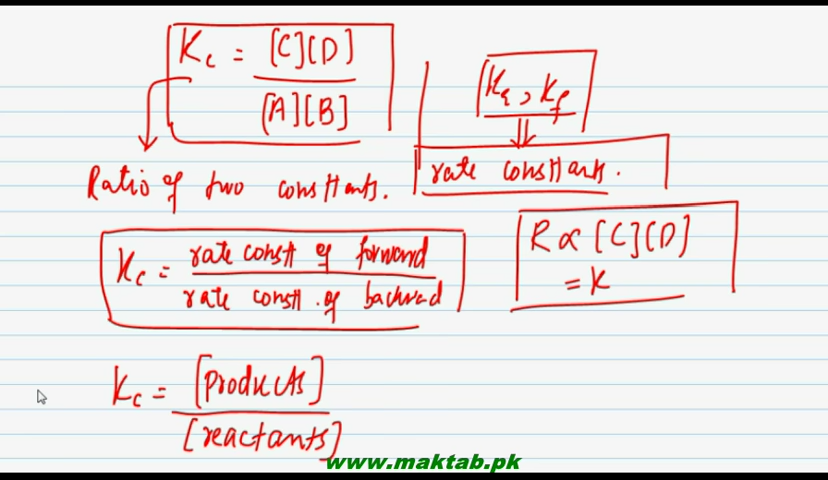 Kc = [C][D]
[A][B]
Kr, Kf
rate constants.
Ratio of two constants.
R ∝ [C][D]
= K
Kc = rate const of forward
rate const. of backward
Kc = [products]
[reactants]
www.maktab.pk